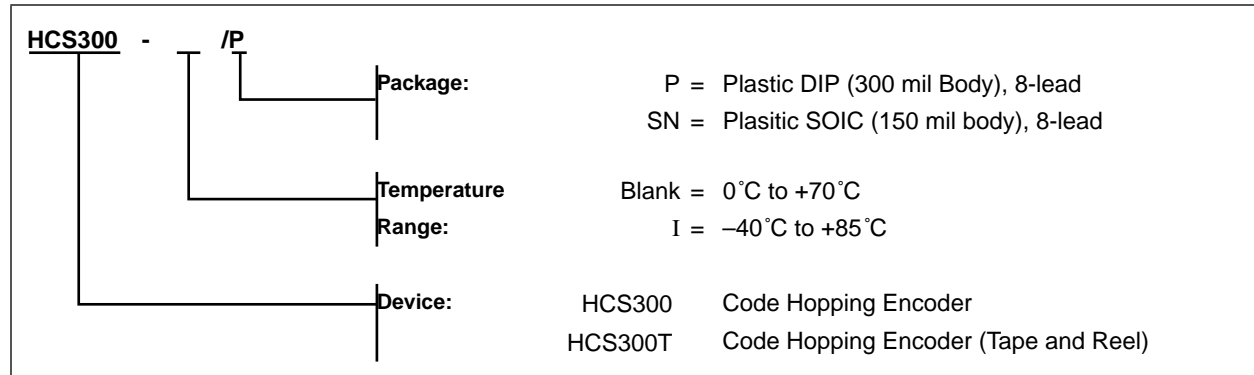 HCS300 - _ /P
Package: P = Plastic DIP (300 mil Body), 8-lead
SN = Plasitic SOIC (150 mil body), 8-lead
Temperature Blank = 0˚C to +70˚C
Range: I = –40˚C to +85˚C
Device: HCS300 Code Hopping Encoder
HCS300T Code Hopping Encoder (Tape and Reel)